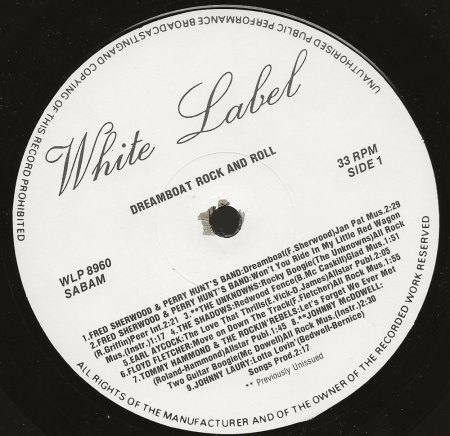 UNAUTHORISED PUBLIC PERFORMANCE BROADCASTING AND COPYING OF THIS RECORD PROHIBITED
White Label
DREAMBOAT ROCK AND ROLL
33 RPM
SIDE 1
WLP 8960
SABAM
1. FRED SHERWOOD & PERRY HUNT'S BAND:Dreamboat(F.Sherwood)Jan Pat Mus.2:29
2. FRED SHERWOOD & PERRY HUNT'S BAND:Won't You Ride In My Little Red Wagon
(R.Griffin)Peer Int.2:21 3.**THE UNKNOWNS:Rocky Boogie(The Unknowns)All Rock
Mus.(Instr.)1:17 4.THE SHADOWS:Redwood Fence(B.Mc Caskill)Glad Mus.1:51
5.EARL AYCOCK:The Love That Thrills(E.Vick-D.James)Allstar Publ.2:05
6.FLOYD FLETCHER:Move on Down The Track(F.Fletcher)All Rock Mus.1:55
7.TOMMY HAMMOND & THE ROCKIN'REBELS:Let's Forget We Ever Met
(Roland-Hammond)Allstar Publ.1:45 8.**JOHNNY McDOWELL:
Two Guitar Boogie(Mc Dowell)All Rock Mus.(Instr.)2:30
9.JOHNNY LAURY:Lotta Lovin'(Bedwell-Bernice)
Songs Prod.2:17
** Previously Unissued
ALL RIGHTS OF THE MANUFACTURER AND OF THE OWNER OF THE RECORDED WORK RESERVED